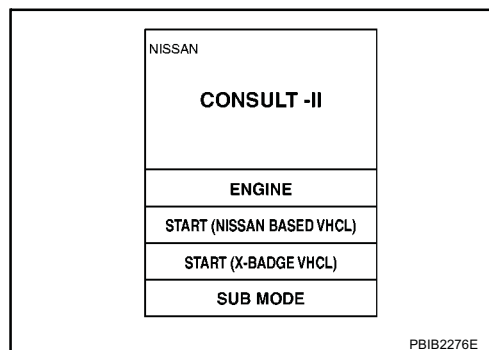 NISSAN
CONSULT -II
ENGINE
START (NISSAN BASED VHCL)
START (X-BADGE VHCL)
SUB MODE
PBIB2276E